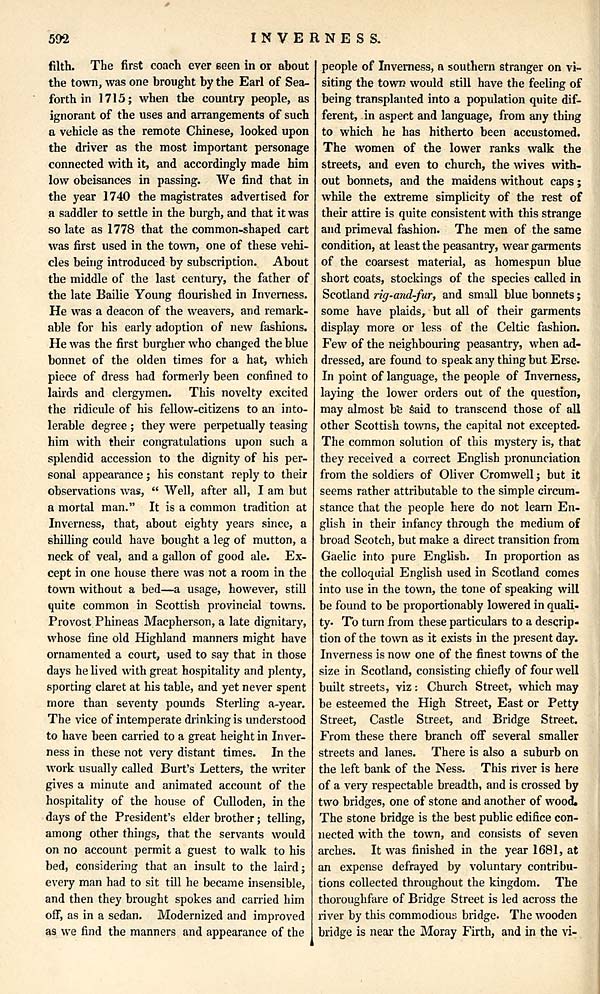 592
INVERNESS.
filth. The first coach ever seen in or about
the town, was one brought by the Earl of Sea-
forth in 1715; when the country people, as
ignorant of the uses and arrangements of such
a vehicle as the remote Chinese, looked upon
the driver as the most important personage
connected with it, and accordingly made him
low obeisances in passing. We find that in
the year 1740 the magistrates advertised for
a saddler to settle in the burgh, and that it was
so late as 1778 that the common-shaped cart
was first used in the town, one of these vehi-
cles being introduced by subscription. About
the middle of the last century, the father of
the late Bailie Young flourished in Inverness.
He was a deacon of the weavers, and remark-
able for his early adoption of new fashions.
He was the first burgher who changed the blue
bonnet of the olden times for a hat, which
piece of dress had formerly been confined to
lairds and clergymen. This novelty excited
the ridicule of his fellow-citizens to an into-
lerable degree; they were perpetually teasing
him with their congratulations upon such a
splendid accession to the dignity of his per-
sonal appearance; his constant reply to their
observations was, “ Well, after all, I am but
a mortal man.” It is a common tradition at
Inverness, that, about eighty years since, a
shilling could have bought a leg of mutton, a
neck of veal, and a gallon of good ale. Ex-
cept in one house there was not a room in the
town without a bed—a usage, however, still
quite common in Scottish provincial towns.
Provost Phineas Macpherson, a late dignitary,
whose fine old Highland manners might have
ornamented a court, used to say that in those
days he lived with great hospitality and plenty,
sporting claret at his table, and yet never spent
more than seventy pounds Sterling a-year.
The vice of intemperate drinking is understood
to have been carried to a great height in Inver-
ness in these not very distant times. In the
work usually called Burt's Letters, the writer
gives a minute and animated account of the
hospitality of the house of Culloden, in the
days of the President's elder brother; telling,
among other things, that the servants would
on no account permit a guest to walk to his
bed, considering that an insult to the laird;
every man had to sit till he became insensible,
and then they brought spokes and carried him
off, as in a sedan. Modernized and improved
as we find the manners and appearance of the
people of Inverness, a southern stranger on vi-
siting the town would still have the feeling of
being transplanted into a population quite dif-
ferent, in aspect and language, from any thing
to which he has hitherto been accustomed.
The women of the lower ranks walk the
streets, and even to church, the wives with-
out bonnets, and the maidens without caps;
while the extreme simplicity of the rest of
their attire is quite consistent with this strange
and primeval fashion. The men of the same
condition, at least the peasantry, wear garments
of the coarsest material, as homespun blue
short coats, stockings of the species called in
Scotland rig-and-fur, and small blue bonnets;
some have plaids, but all of their garments
display more or less of the Celtic fashion.
Few of the neighbouring peasantry, when ad-
dressed, are found to speak any thing but Erse.
In point of language, the people of Inverness,
laying the lower orders out of the question,
may almost be said to transcend those of all
other Scottish towns, the capital not excepted.
The common solution of this mystery is, that
they received a correct English pronunciation
from the soldiers of Oliver Cromwell; but it
seems rather attributable to the simple circum-
stance that the people here do not learn En-
glish in their infancy through the medium of
broad Scotch, but make a direct transition from
Gaelic into pure English. In proportion as
the colloquial English used in Scotland comes
into use in the town, the tone of speaking will
be found to be proportionably lowered in quali-
ty. To turn from these particulars to a descrip-
tion of the town as it exists in the present day.
Inverness is now one of the finest towns of the
size in Scotland, consisting chiefly of four well
built streets, viz: Church Street, which may
be esteemed the High Street, East or Petty
Street, Castle Street, and Bridge Street.
From these there branch off several smaller
streets and lanes. There is also a suburb on
the left bank of the Ness. This river is here
of a very respectable breadth, and is crossed by
two bridges, one of stone and another of wood.
The stone bridge is the best public edifice con-
nected with the town, and consists of seven
arches. It was finished in the year 1681, at
an expense defrayed by voluntary contribu-
tions collected throughout the kingdom. The
thoroughfare of Bridge Street is led across the
river by this commodious bridge. The wooden
bridge is near the Moray Firth, and in the vi-